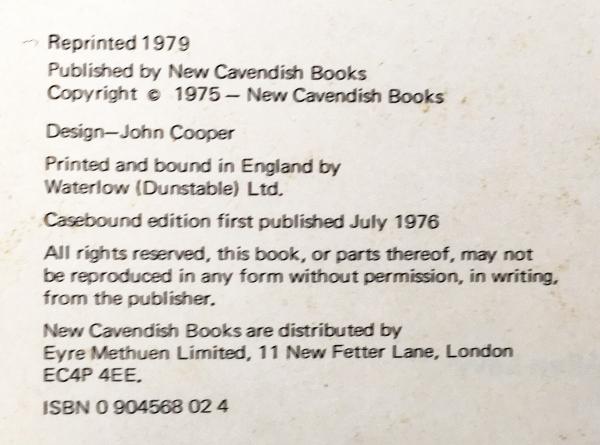 Reprinted 1979
Published by New Cavendish Books
Copyright © 1975 – New Cavendish Books
Design–John Cooper
Printed and bound in England by
Waterlow (Dunstable) Ltd.
Casebound edition first published July 1976
All rights reserved, this book, or parts thereof, may not
be reproduced in any form without permission, in writing,
from the publisher.
New Cavendish Books are distributed by
Eyre Methuen Limited, 11 New Fetter Lane, London
EC4P 4EE.
ISBN 0 904568 02 4